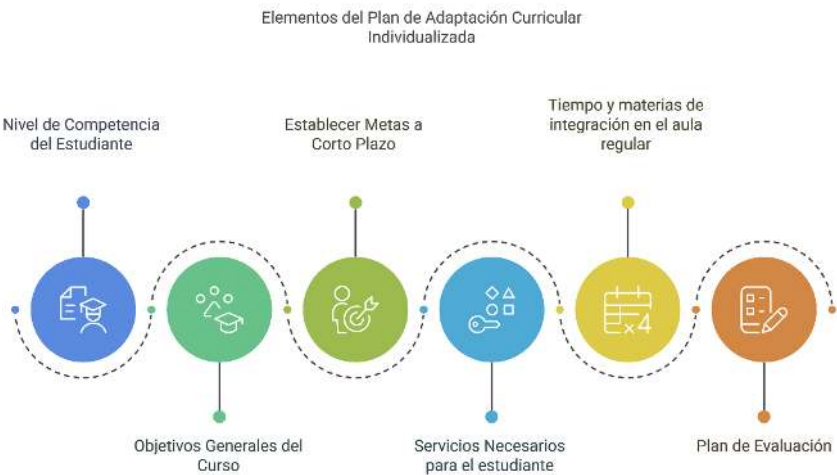 Elementos del Plan de Adaptación Curricular
Individualizada
Nivel de Competencia
del Estudiante
Establecer Metas a
Corto Plazo
Tiempo y materias de
integración en el aula
regular
×4
Objetivos Generales del
Curso
Servicios Necesarios
para el estudiante
Plan de Evaluación